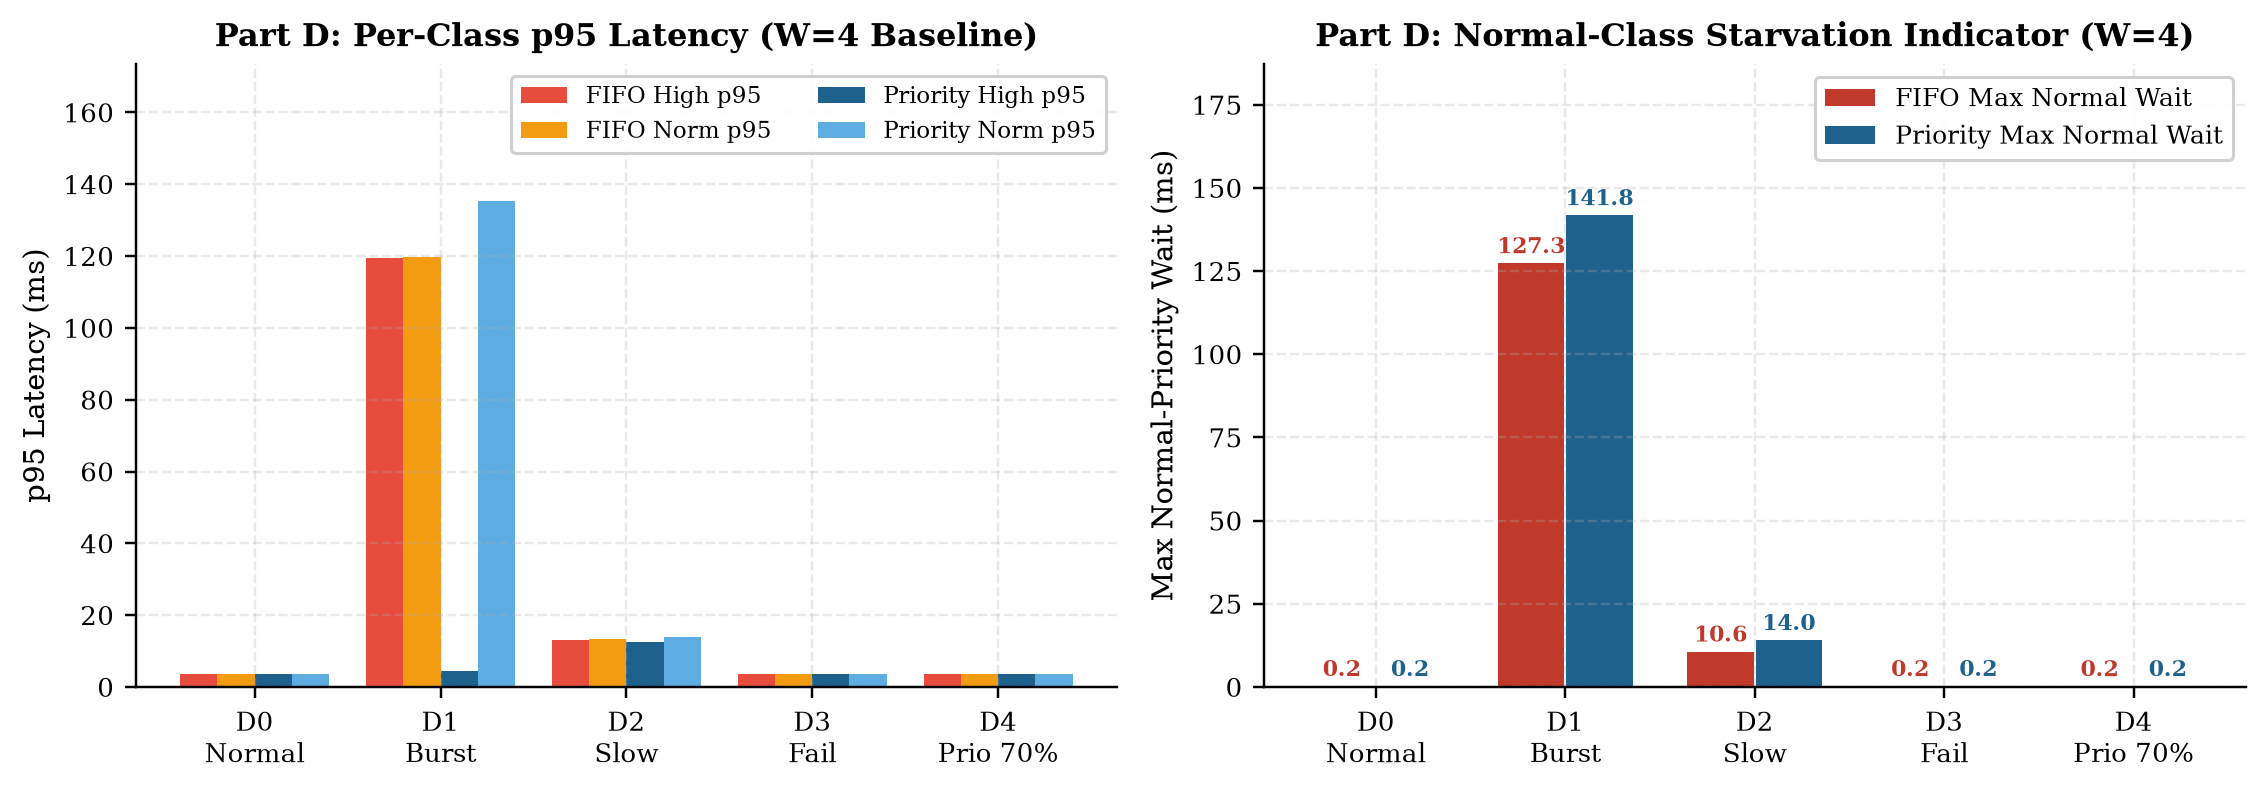 Part D: Per-Class p95 Latency (W=4 Baseline)
p95 Latency (ms)
160
140
120
100
80
60
40
20
0
FIFO High p95
FIFO Norm p95
Priority High p95
Priority Norm p95
D0
Normal
D1
Burst
D2
Slow
D3
Fail
D4
Prio 70%
Part D: Normal-Class Starvation Indicator (W=4)
Max Normal-Priority Wait (ms)
175
150
125
100
75
50
25
0
FIFO Max Normal Wait
Priority Max Normal Wait
0.2
0.2
127.3
141.8
10.6
14.0
0.2
0.2
0.2
0.2
D0
Normal
D1
Burst
D2
Slow
D3
Fail
D4
Prio 70%